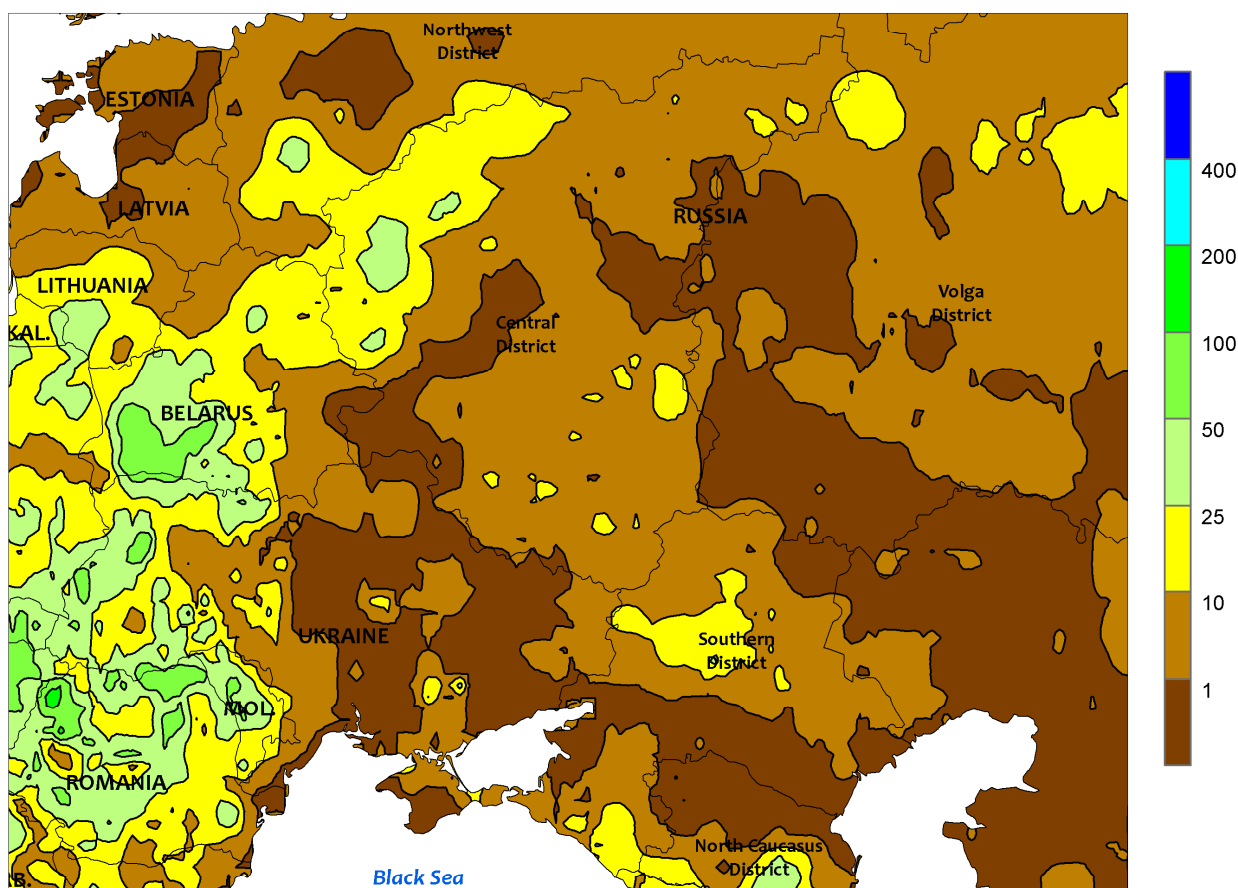 Northwest
District
ESTONIA
400
LATVIA
RUSSIA
200
LITHUANIA
Volga
District
KAL.
Central
District
100
BELARUS
50
25
10
UKRAINE
Southern
District
1
MOL.
ROMANIA
North Caucasus
District
B.
Black Sea